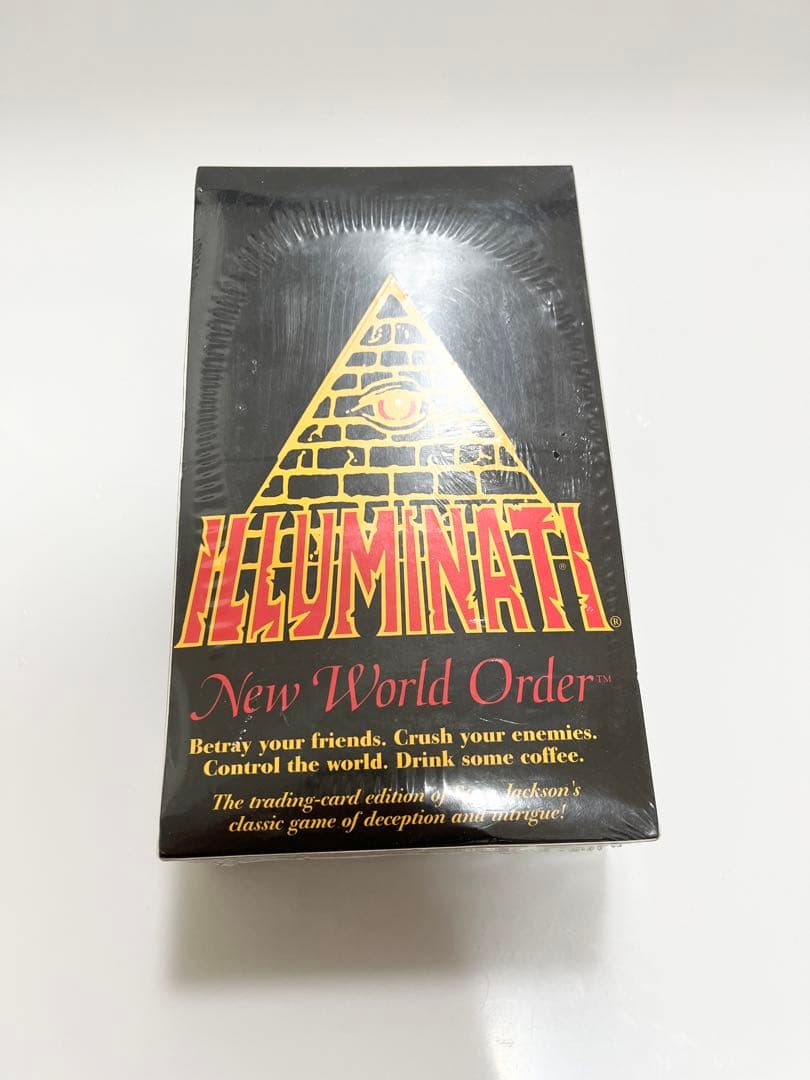 ILLUMINATI®
New World Order™
Betray your friends. Crush your enemies.
Control the world. Drink some coffee.
The trading-card edition of Jackson's
classic game of deception and intrigue!